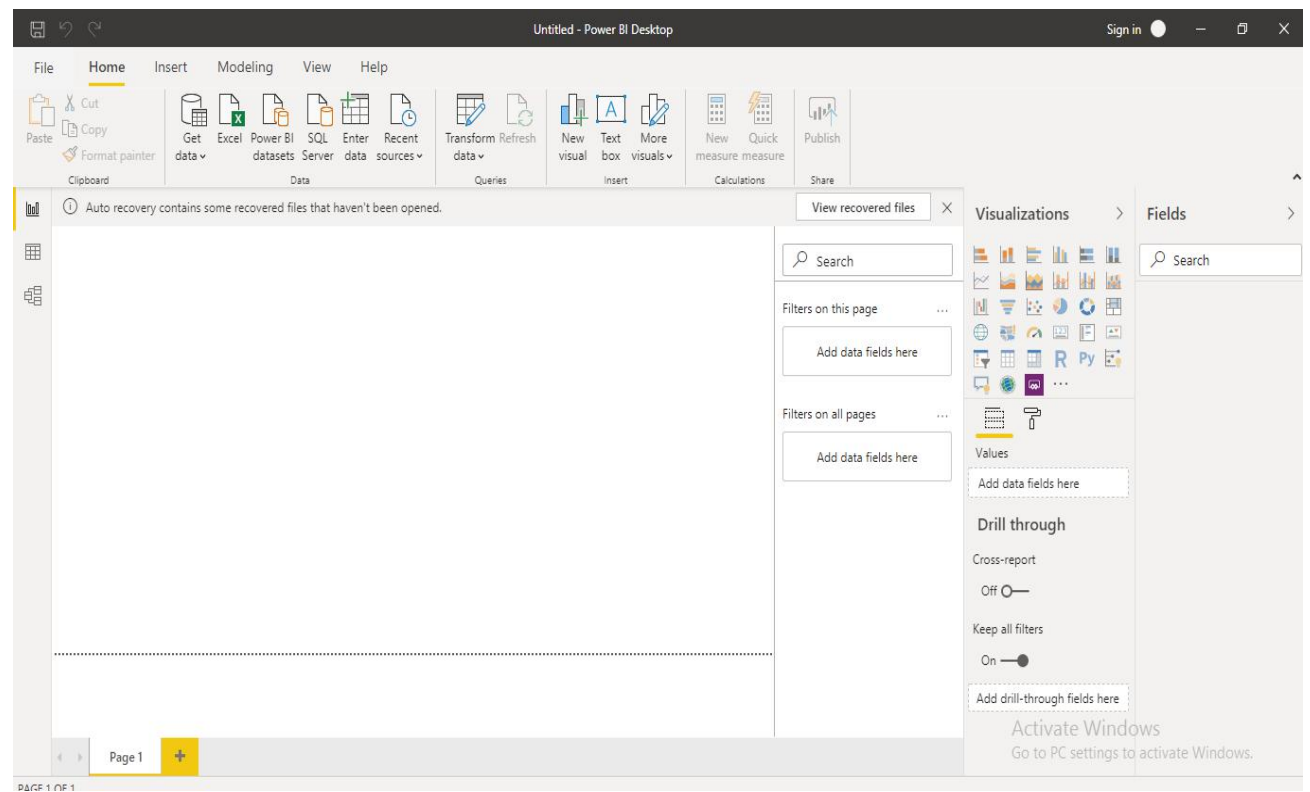 Untitled - Power BI Desktop
Sign in
File Home Insert Modeling View Help
Paste
Cut
Copy
Format painter
Clipboard
Get data
Excel
Power BI datasets
SQL Server
Enter data
Recent sources
Data
Transform data
Refresh
Queries
New visual
Text box
More visuals
Insert
New measure
Quick measure
Calculations
Publish
Share
Auto recovery contains some recovered files that haven't been opened.
View recovered files
Search
Filters on this page
...
Add data fields here
Filters on all pages
...
Add data fields here
Visualizations
R Py
...
Values
Add data fields here
Drill through
Cross-report
Off
Keep all filters
On
Add drill-through fields here
Fields
Search
Activate Windows
Go to PC settings to activate Windows.
Page 1
PAGE 1 OF 1